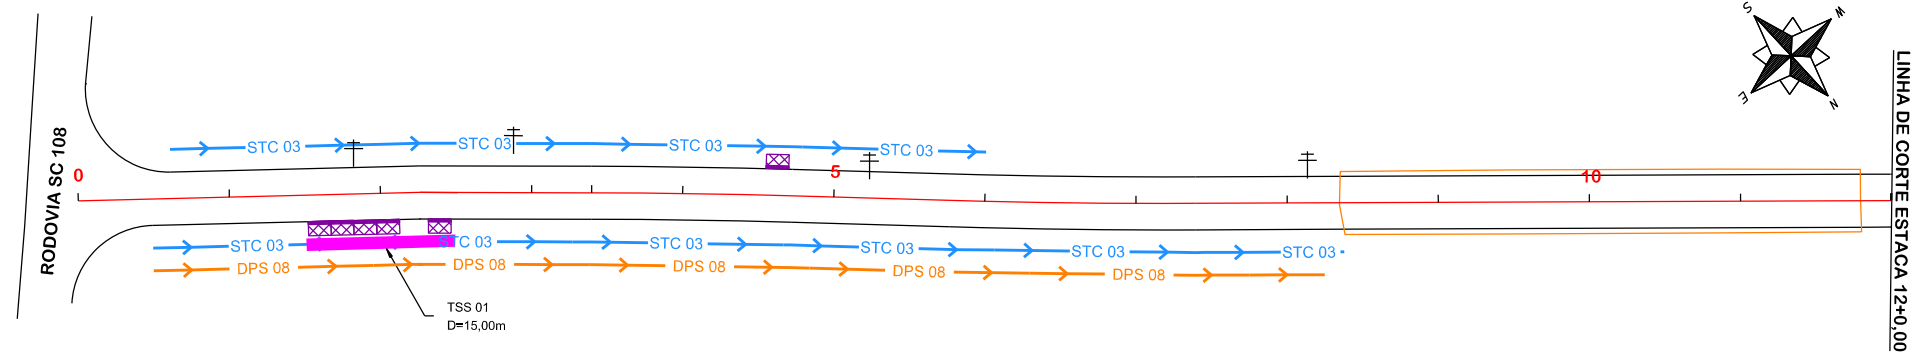 S
W
E
N
RODOVIA SC 108
LINHA DE CORTE ESTACA 12+0,00
STC 03
STC 03
STC 03
STC 03
0
5
10
STC 03
STC 03
STC 03
STC 03
STC 03
STC 03
DPS 08
DPS 08
DPS 08
DPS 08
DPS 08
TSS 01
D=15,00m